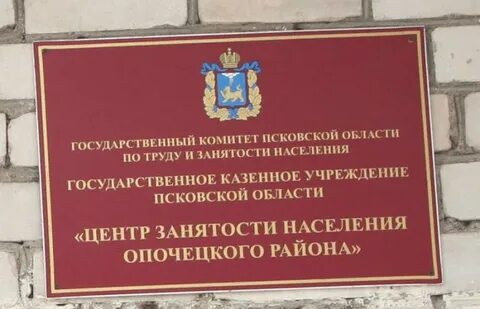 ГОСУДАРСТВЕННЫЙ КОМИТЕТ ПСКОВСКОЙ ОБЛАСТИ
ПО ТРУДУ И ЗАНЯТОСТИ НАСЕЛЕНИЯ
ГОСУДАРСТВЕННОЕ КАЗЕННОЕ УЧРЕЖДЕНИЕ
ПСКОВСКОЙ ОБЛАСТИ
«ЦЕНТР ЗАНЯТОСТИ НАСЕЛЕНИЯ
ОПОЧЕЦКОГО РАЙОНА»